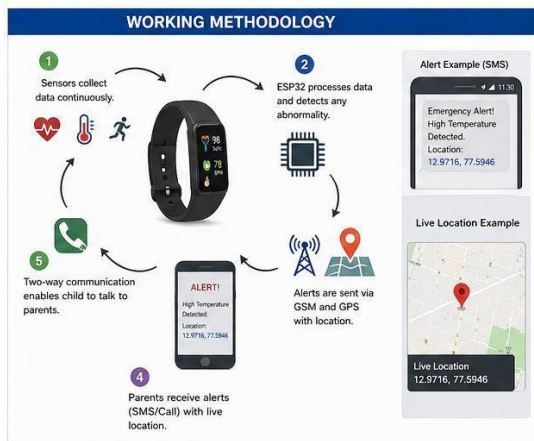 WORKING METHODOLOGY
1
Sensors collect
data continuously.
98
78
2
ESP32 processes data
and detects any
abnormality.
Alerts are sent via
GSM and GPS
with location.
ALERT!
High Temperature
Detected.
Location:
12.9716, 77.5946
4
Parents receive alerts
(SMS/Call) with live
location.
5
Two-way communication
enables child to talk to
parents.
Alert Example (SMS)
1130
Emergency Alert!
High Temperature
Detected.
Location:
12.9716, 77.5946
Live Location Example
Live Location
12.9716, 77.5946